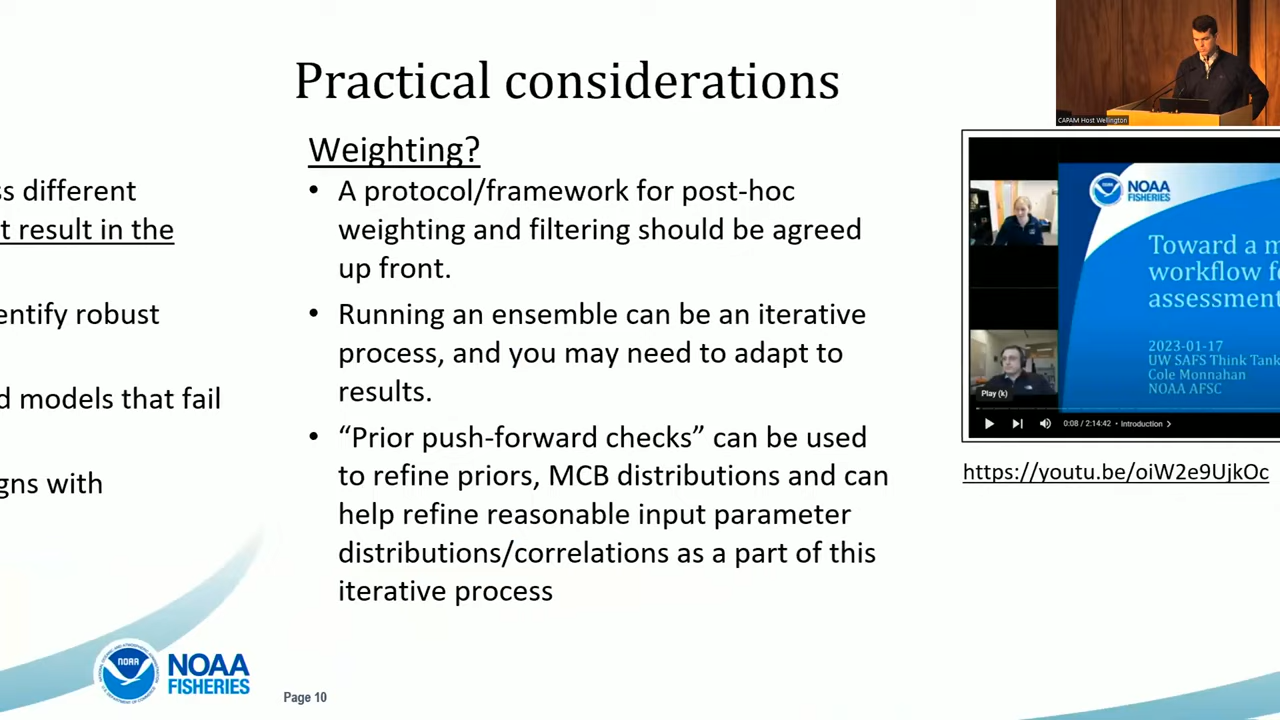 Practical considerations
ss different
t result in the
entify robust
d models that fail
gns with
Weighting?
• A protocol/framework for post-hoc
weighting and filtering should be agreed
up front.
• Running an ensemble can be an iterative
process, and you may need to adapt to
results.
• “Prior push-forward checks” can be used
to refine priors, MCB distributions and can
help refine reasonable input parameter
distributions/correlations as a part of this
iterative process
CAPAM Host Wellington
NOAA
FISHERIES
Toward a m
workflow fo
assessment
2023-01-17
UW SAFS Think Tank
Cole Monnahan
NOAA AFSC
Play (k)
0:08 / 2:14:42 • Introduction >
https://youtu.be/oiW2e9UjkOc
NOAA
NOAA
FISHERIES
Page 10